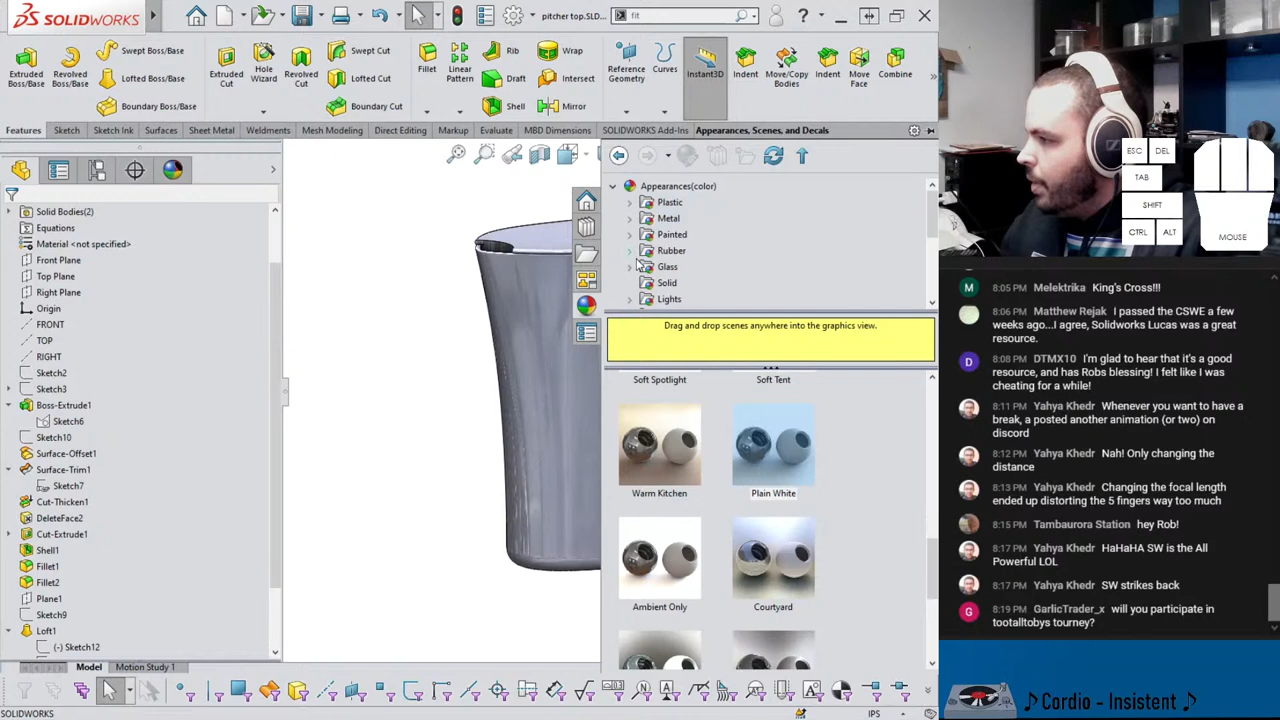 SOLIDWORKS
pitcher top.SLD...
fit
Extruded Boss/Base
Revolved Boss/Base
Swept Boss/Base
Lofted Boss/Base
Boundary Boss/Base
Extruded Cut
Hole Wizard
Revolved Cut
Swept Cut
Lofted Cut
Boundary Cut
Fillet
Linear Pattern
Rib
Draft
Shell
Wrap
Intersect
Mirror
Reference Geometry
Curves
Instant3D
Indent
Move/Copy Bodies
Indent
Move Face
Combine
Features
Sketch
Sketch Ink
Surfaces
Sheet Metal
Weldments
Mesh Modeling
Direct Editing
Markup
Evaluate
MBD Dimensions
SOLIDWORKS Add-Ins
Appearances, Scenes, and Decals
Solid Bodies(2)
Equations
Material <not specified>
Front Plane
Top Plane
Right Plane
Origin
FRONT
TOP
RIGHT
Sketch2
Sketch3
Boss-Extrude1
Sketch6
Sketch10
Surface-Offset1
Surface-Trim1
Sketch7
Cut-Thicken1
DeleteFace2
Cut-Extrude1
Shell1
Fillet1
Fillet2
Plane1
Sketch9
Loft1
(-) Sketch12
Model
Motion Study 1
SOLIDWORKS
IPS
Appearances(color)
Plastic
Metal
Painted
Rubber
Glass
Solid
Lights
Drag and drop scenes anywhere into the graphics view.
Soft Spotlight
Soft Tent
Warm Kitchen
Plain White
Ambient Only
Courtyard
ESC
DEL
TAB
SHIFT
CTRL
ALT
MOUSE
M
8:05 PM Melektrika King's Cross!!!
8:06 PM Matthew Rejak I passed the CSWE a few
weeks ago...I agree, Solidworks Lucas was a great
resource.
D
8:08 PM DTMX10 I'm glad to hear that it's a good
resource, and has Robs blessing! I felt like I was
cheating for a while!
8:11 PM Yahya Khedr Whenever you want to have a
break, a posted another animation (or two) on
discord
8:12 PM Yahya Khedr Nah! Only changing the
distance
8:13 PM Yahya Khedr Changing the focal length
ended up distorting the 5 fingers way too much
8:15 PM Tambaurora Station hey Rob!
8:17 PM Yahya Khedr HaHaHA SW is the All
Powerful LOL
8:17 PM Yahya Khedr SW strikes back
G
8:19 PM GarlicTrader_x will you participate in
tootalltobys tourney?
♪ Cordio - Insistent ♪